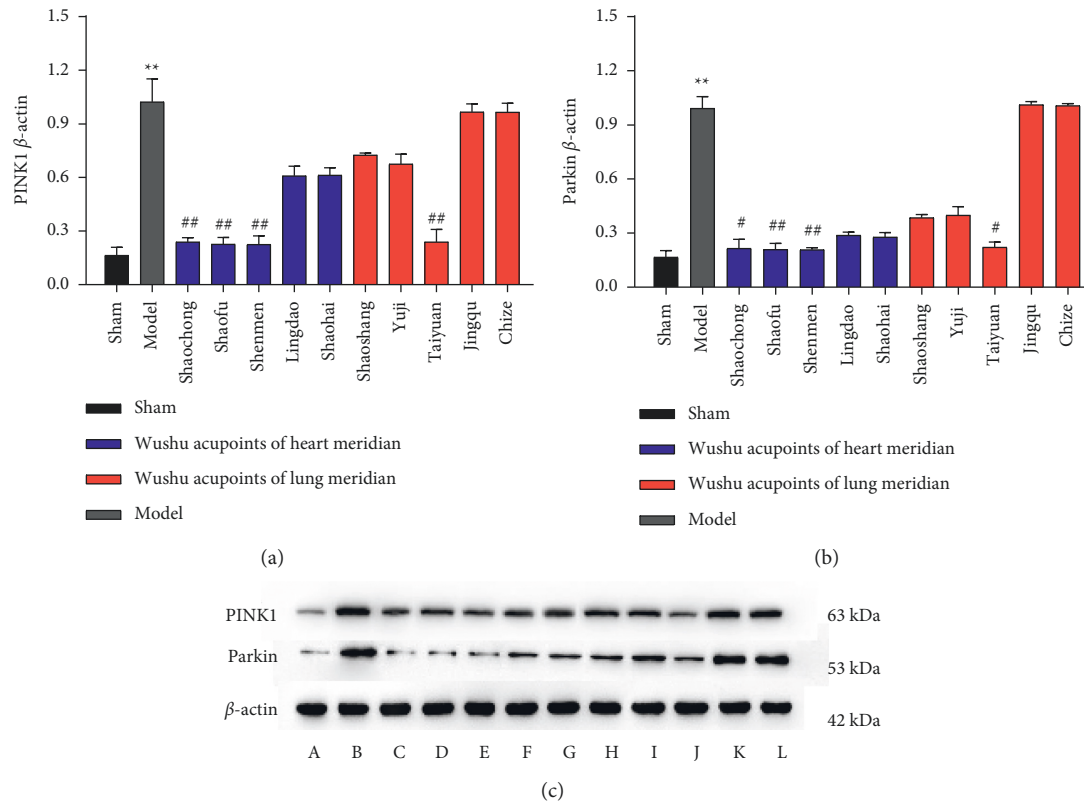 1.5
1.2
0.9
0.6
0.3
0.0
PINK1 β-actin
**
##
##
##
##
Sham
Model
Shaochong
Shaofu
Shenmen
Lingdao
Shaohai
Shaoshang
Yuji
Taiyuan
Jingqu
Chize
Sham
Wushu acupoints of heart meridian
Wushu acupoints of lung meridian
Model
(a)
1.5
1.2
0.9
0.6
0.3
0.0
Parkin β-actin
**
#
##
##
#
Sham
Model
Shaochong
Shaofu
Shenmen
Lingdao
Shaohai
Shaoshang
Yuji
Taiyuan
Jingqu
Chize
Sham
Wushu acupoints of heart meridian
Wushu acupoints of lung meridian
Model
(b)
PINK1 63 kDa
Parkin 53 kDa
β-actin 42 kDa
A B C D E F G H I J K L
(c)